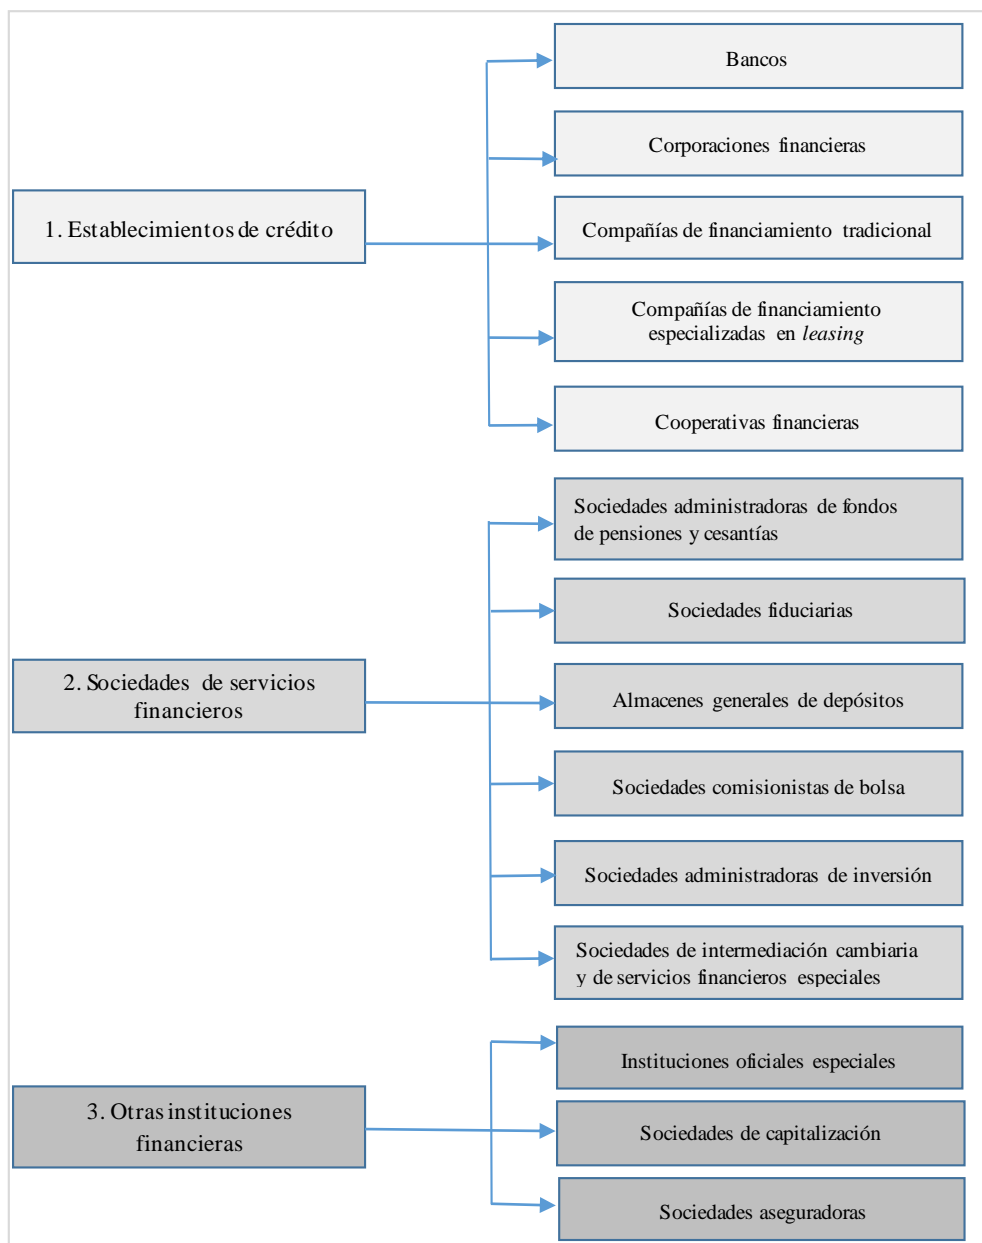 Bancos
Corporaciones financieras
1. Establecimientos de crédito
Compañías de financiamiento tradicional
Compañías de financiamiento
especializadas en leasing
Cooperativas financieras
Sociedades administradoras de fondos
de pensiones y cesantías
Sociedades fiduciarias
2. Sociedades de servicios
financieros
Almacenes generales de depósitos
Sociedades comisionistas de bolsa
Sociedades administradoras de inversión
Sociedades de intermediación cambiaria
y de servicios financieros especiales
Instituciones oficiales especiales
3. Otras instituciones
financieras
Sociedades de capitalización
Sociedades aseguradoras